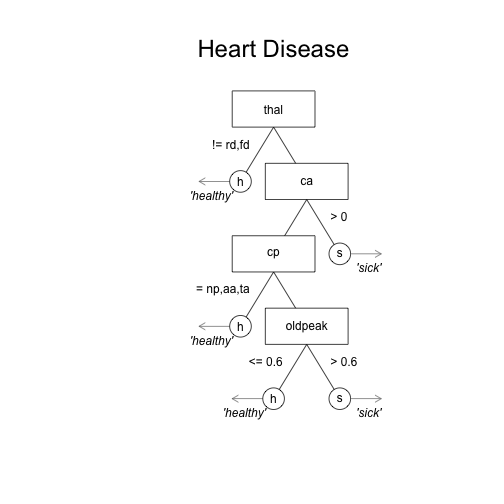 Heart Disease
thal
!= rd,fd
h
ca
'healthy'
> 0
cp
s
'sick'
= np,aa,ta
h
oldpeak
'healthy'
<= 0.6
> 0.6
h
s
'healthy'
'sick'